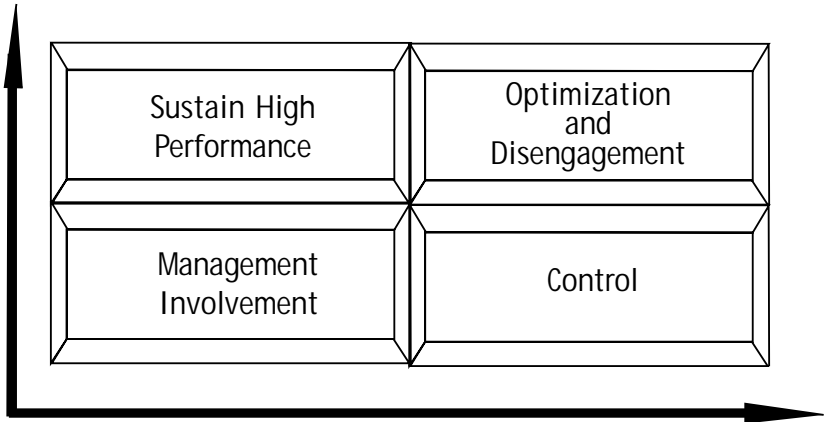 Sustain High
Performance
Optimization
and
Disengagement
Management
Involvement
Control